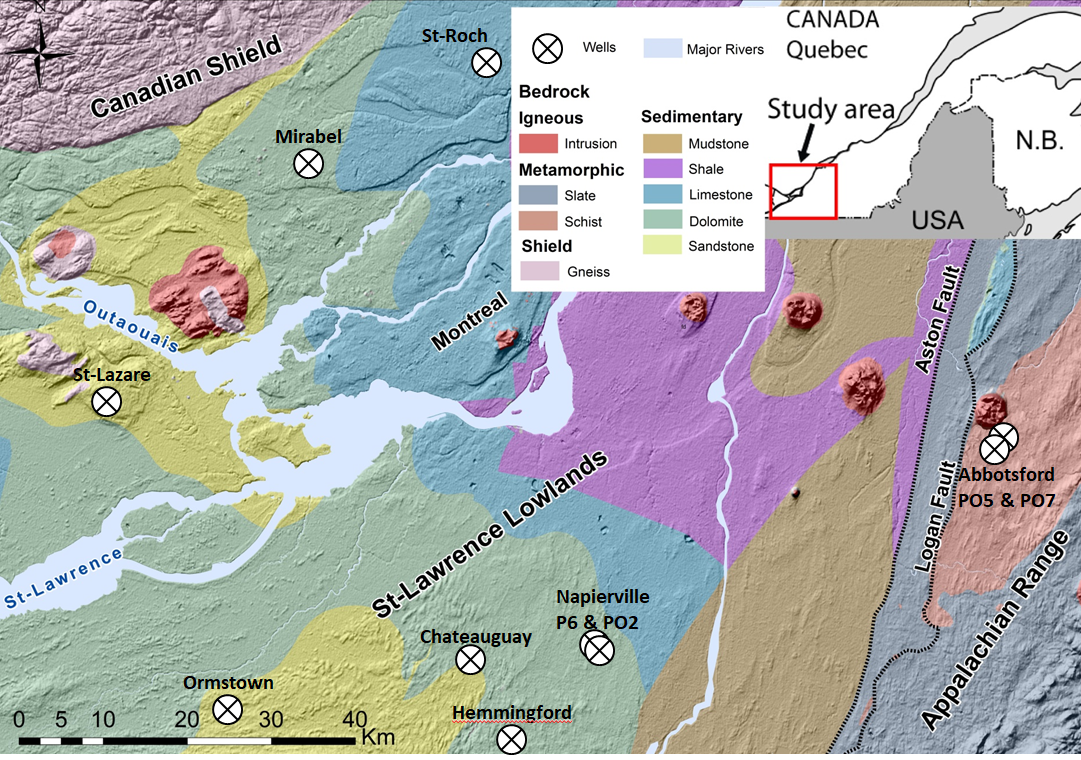 N
Canadian Shield
St-Roch
Mirabel
Wells
Major Rivers
Bedrock
Igneous
Intrusion
Metamorphic
Slate
Schist
Shield
Gneiss
Sedimentary
Mudstone
Shale
Limestone
Dolomite
Sandstone
CANADA
Quebec
Study area
N.B.
USA
Outaouais
Montreal
St-Lazare
Aston Fault
Logan Fault
Abbotsford
PO5 & PO7
St-Lawrence Lowlands
St-Lawrence
Appalachian Range
Napierville
P6 & PO2
Chateauguay
Ormstown
Hemmingford
0 5 10 20 30 40
Km